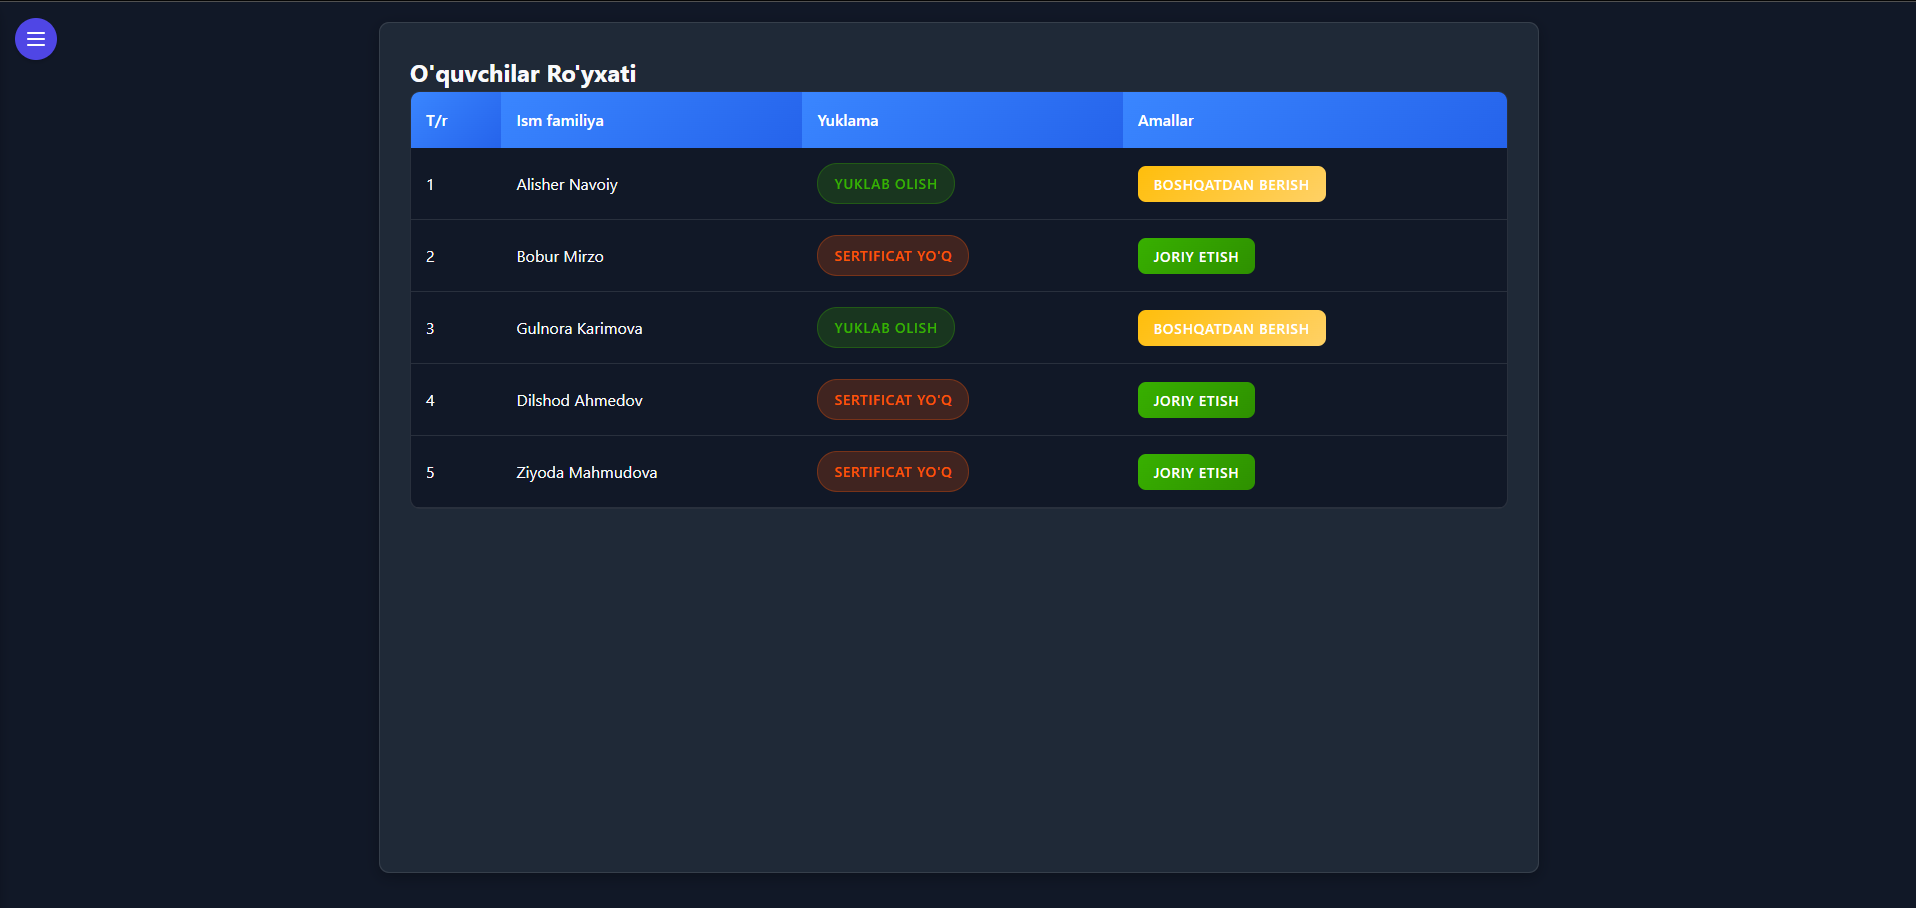 O'quvchilar Ro'yxati
T/r Ism familiya Yuklama Amallar
1 Alisher Navoiy YUKLAB OLISH BOSHQATDAN BERISH
2 Bobur Mirzo SERTIFICAT YO'Q JORIY ETISH
3 Gulnora Karimova YUKLAB OLISH BOSHQATDAN BERISH
4 Dilshod Ahmedov SERTIFICAT YO'Q JORIY ETISH
5 Ziyoda Mahmudova SERTIFICAT YO'Q JORIY ETISH